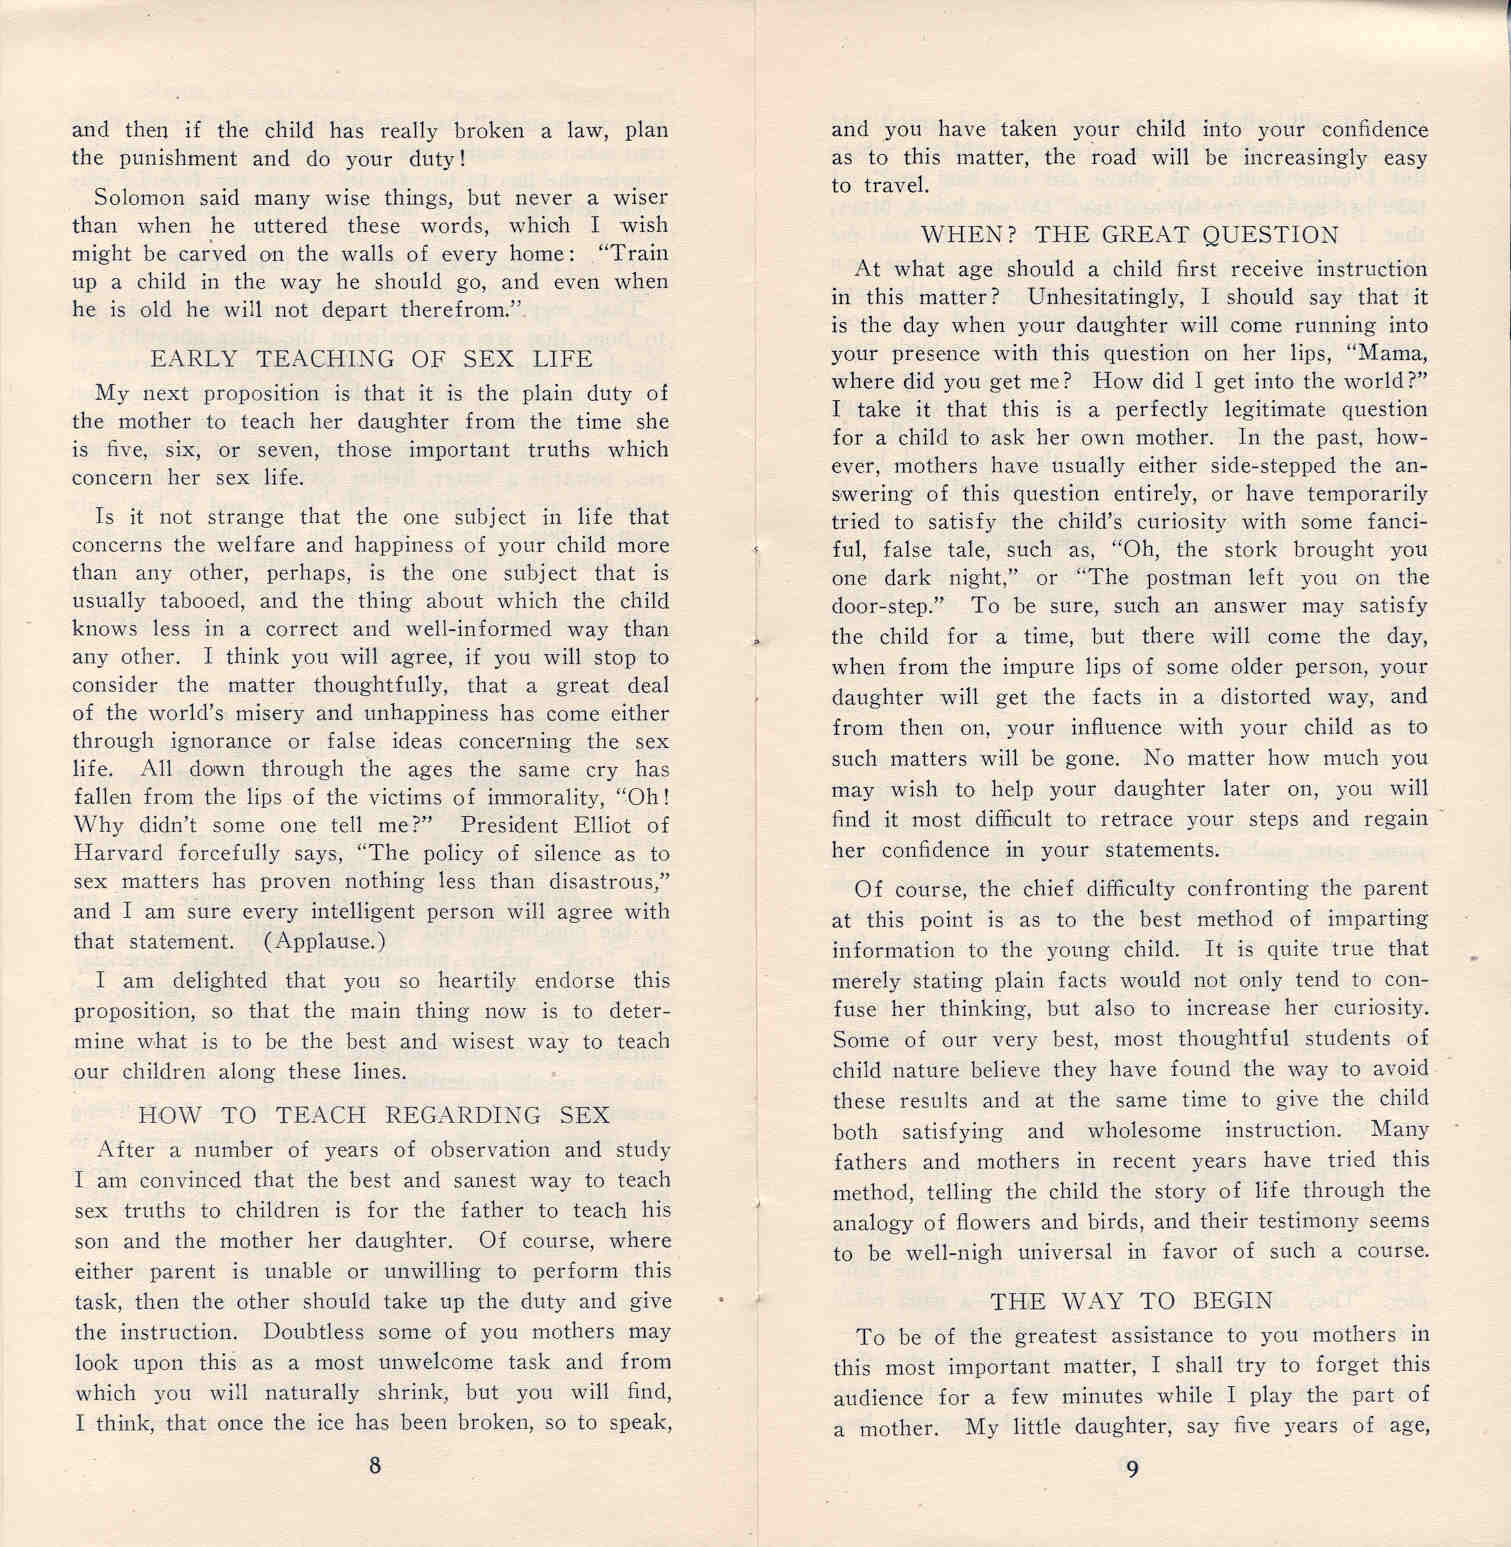 and then if the child has really broken a law, plan
the punishment and do your duty!
Solomon said many wise things, but never a wiser
than when he uttered these words, which I wish
might be carved on the walls of every home: “Train
up a child in the way he should go, and even when
he is old he will not depart therefrom.”
EARLY TEACHING OF SEX LIFE
My next proposition is that it is the plain duty of
the mother to teach her daughter from the time she
is five, six, or seven, those important truths which
concern her sex life.
Is it not strange that the one subject in life that
concerns the welfare and happiness of your child more
than any other, perhaps, is the one subject that is
usually tabooed, and the thing about which the child
knows less in a correct and well-informed way than
any other. I think you will agree, if you will stop to
consider the matter thoughtfully, that a great deal
of the world’s misery and unhappiness has come either
through ignorance or false ideas concerning the sex
life. All down through the ages the same cry has
fallen from the lips of the victims of immorality, “Oh!
Why didn’t some one tell me?” President Elliot of
Harvard forcefully says, “The policy of silence as to
sex matters has proven nothing less than disastrous,”
and I am sure every intelligent person will agree with
that statement. (Applause.)
I am delighted that you so heartily endorse this
proposition, so that the main thing now is to deter-
mine what is to be the best and wisest way to teach
our children along these lines.
HOW TO TEACH REGARDING SEX
After a number of years of observation and study
I am convinced that the best and sanest way to teach
sex truths to children is for the father to teach his
son and the mother her daughter. Of course, where
either parent is unable or unwilling to perform this
task, then the other should take up the duty and give
the instruction. Doubtless some of you mothers may
look upon this as a most unwelcome task and from
which you will naturally shrink, but you will find,
I think, that once the ice has been broken, so to speak,
8
and you have taken your child into your confidence
as to this matter, the road will be increasingly easy
to travel.
WHEN? THE GREAT QUESTION
At what age should a child first receive instruction
in this matter? Unhesitatingly, I should say that it
is the day when your daughter will come running into
your presence with this question on her lips, “Mama,
where did you get me? How did I get into the world?”
I take it that this is a perfectly legitimate question
for a child to ask her own mother. In the past, how-
ever, mothers have usually either side-stepped the an-
swering of this question entirely, or have temporarily
tried to satisfy the child’s curiosity with some fanci-
ful, false tale, such as, “Oh, the stork brought you
one dark night,” or “The postman left you on the
door-step.” To be sure, such an answer may satisfy
the child for a time, but there will come the day,
when from the impure lips of some older person, your
daughter will get the facts in a distorted way, and
from then on, your influence with your child as to
such matters will be gone. No matter how much you
may wish to help your daughter later on, you will
find it most difficult to retrace your steps and regain
her confidence in your statements.
Of course, the chief difficulty confronting the parent
at this point is as to the best method of imparting
information to the young child. It is quite true that
merely stating plain facts would not only tend to con-
fuse her thinking, but also to increase her curiosity.
Some of our very best, most thoughtful students of
child nature believe they have found the way to avoid
these results and at the same time to give the child
both satisfying and wholesome instruction. Many
fathers and mothers in recent years have tried this
method, telling the child the story of life through the
analogy of flowers and birds, and their testimony seems
to be well-nigh universal in favor of such a course.
THE WAY TO BEGIN
To be of the greatest assistance to you mothers in
this most important matter, I shall try to forget this
audience for a few minutes while I play the part of
a mother. My little daughter, say five years of age,
9